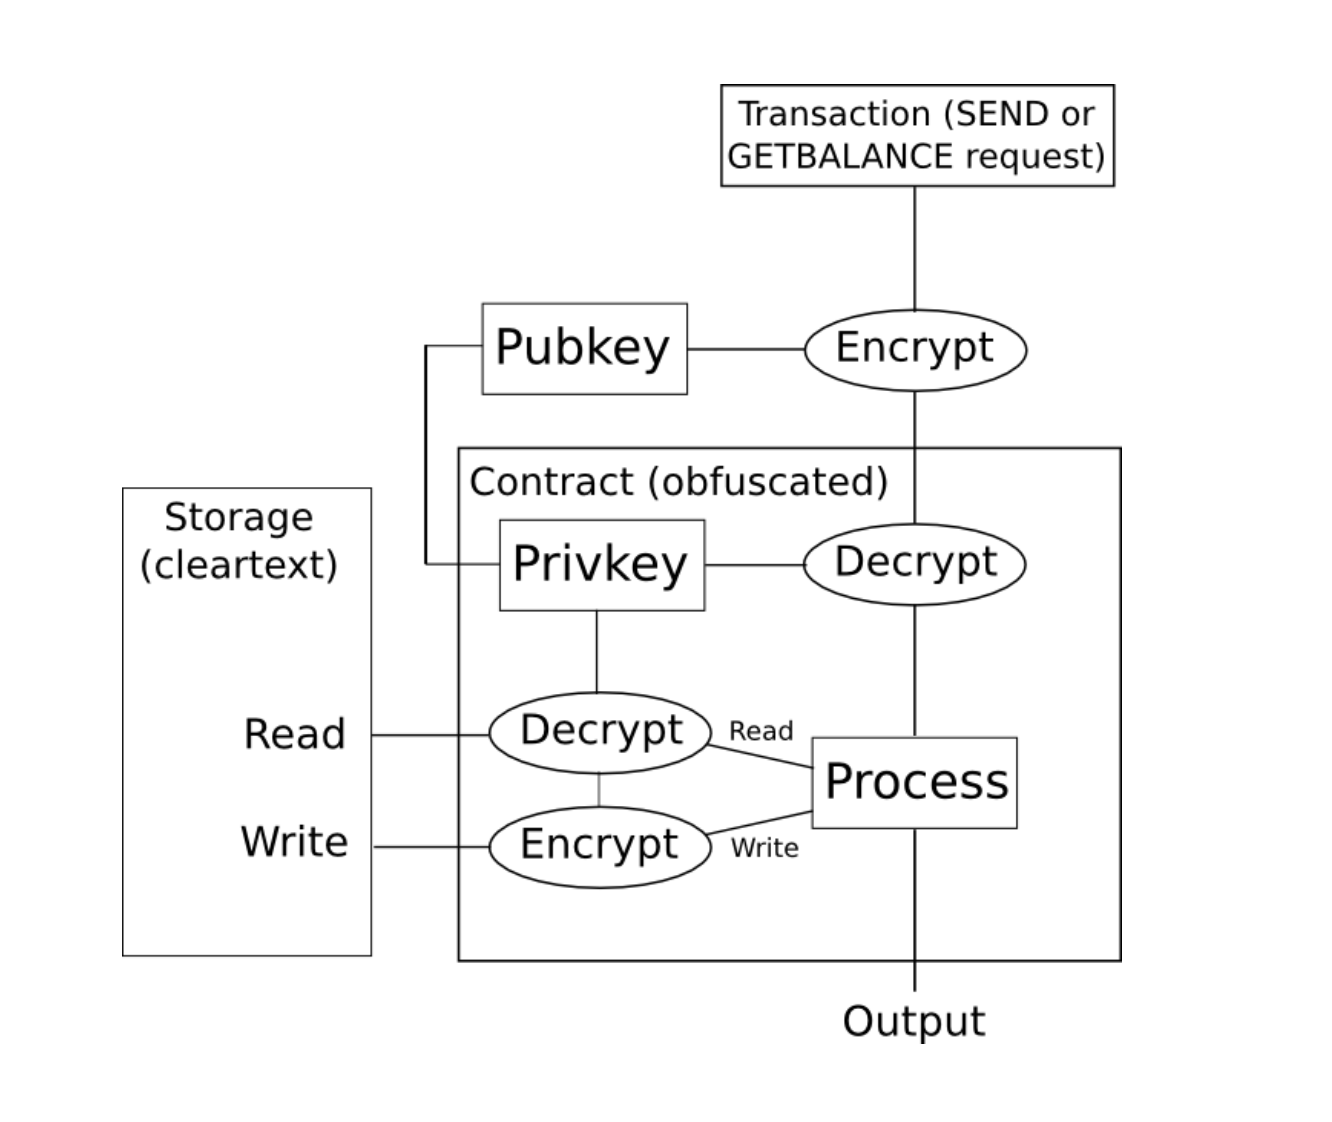 Transaction (SEND or
GETBALANCE request)
Pubkey
Encrypt
Contract (obfuscated)
Storage
(cleartext)
Privkey
Decrypt
Read
Decrypt
Read
Process
Write
Encrypt
Write
Output